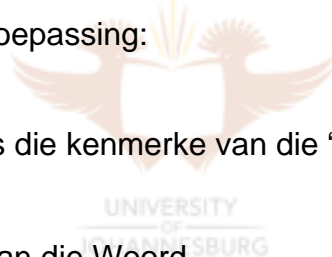 oepassing:
s die kenmerke van die ‘
UNIVERSITY
OF
JOHANNESBURG
an die Woord